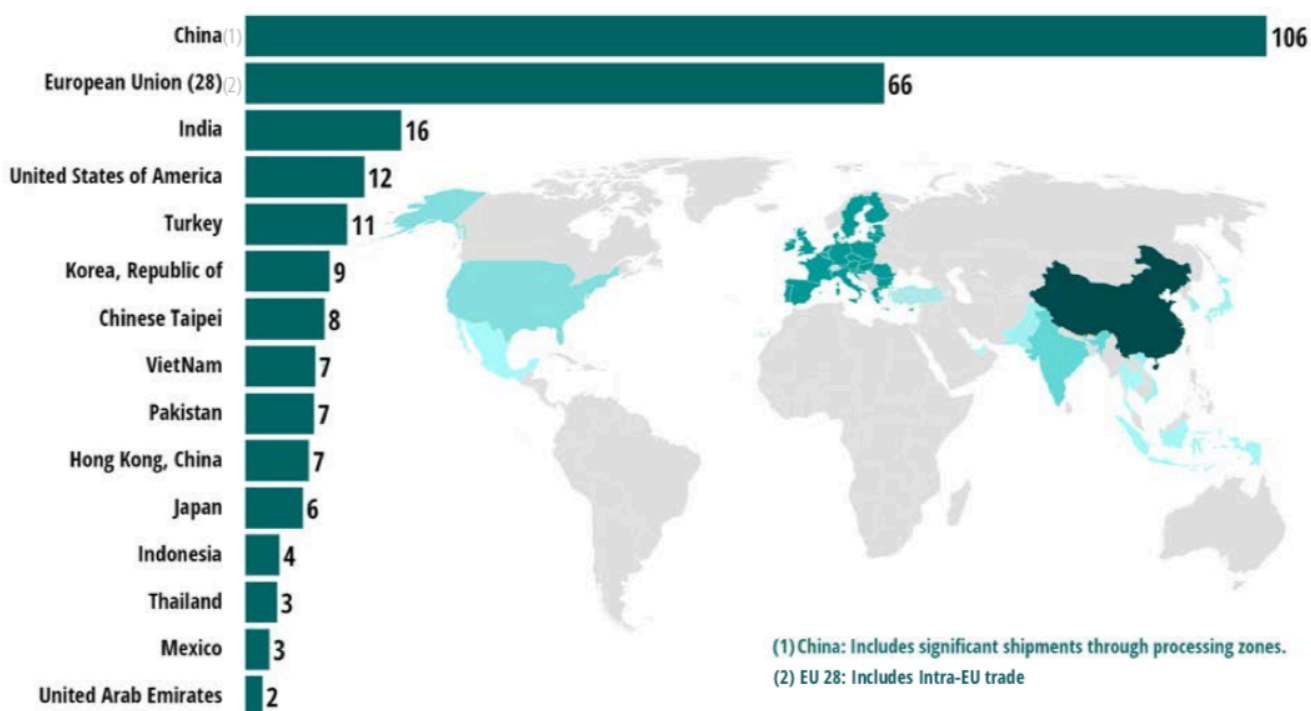 China(1) 106
European Union (28)(2) 66
India 16
United States of America 12
Turkey 11
Korea, Republic of 9
Chinese Taipei 8
VietNam 7
Pakistan 7
Hong Kong, China 7
Japan 6
Indonesia 4
Thailand 3
Mexico 3
United Arab Emirates 2
(1) China: Includes significant shipments through processing zones.
(2) EU 28: Includes Intra-EU trade